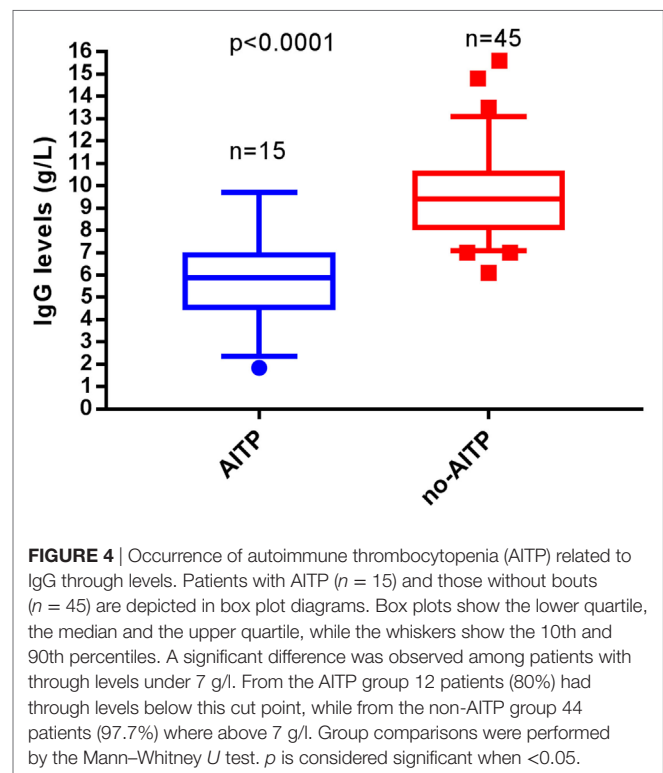 p<0.0001
n=45
n=15
IgG levels (g/L)
16
15
14
13
12
11
10
9
8
7
6
5
4
3
2
1
0
AITP
no-AITP
FIGURE 4 | Occurrence of autoimmune thrombocytopenia (AITP) related to
IgG through levels. Patients with AITP (n = 15) and those without bouts
(n = 45) are depicted in box plot diagrams. Box plots show the lower quartile,
the median and the upper quartile, while the whiskers show the 10th and
90th percentiles. A significant difference was observed among patients with
through levels under 7 g/l. From the AITP group 12 patients (80%) had
through levels below this cut point, while from the non-AITP group 44
patients (97.7%) where above 7 g/l. Group comparisons were performed
by the Mann–Whitney U test. p is considered significant when <0.05.